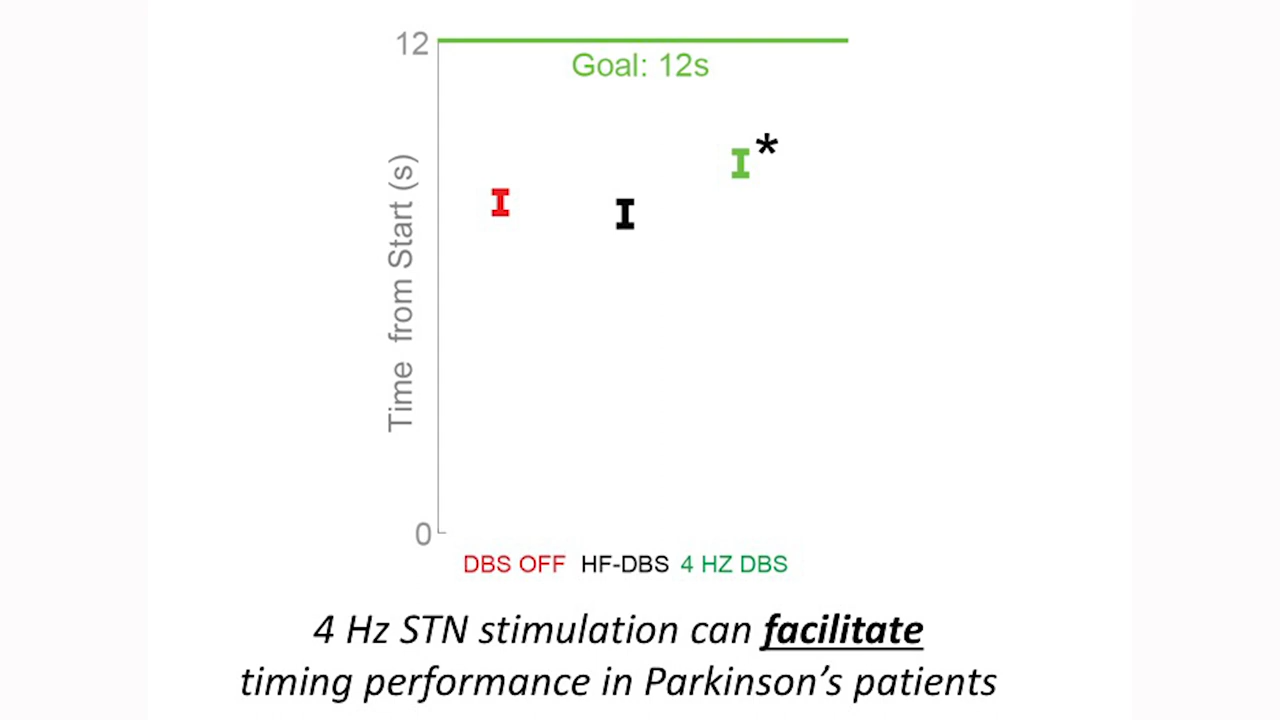 12
Goal: 12s
*
Time from Start (s)
0
DBS OFF HF-DBS 4 HZ DBS
4 Hz STN stimulation can facilitate
timing performance in Parkinson’s patients